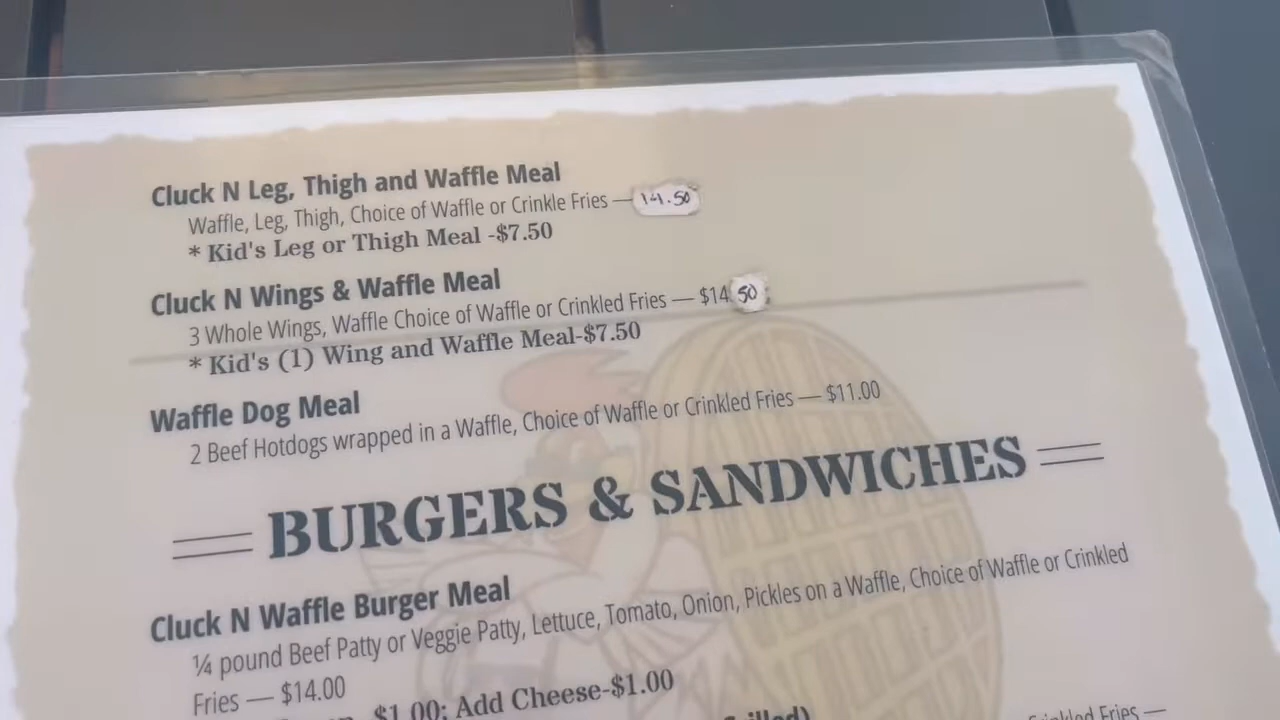 Cluck N Leg, Thigh and Waffle Meal
Waffle, Leg, Thigh, Choice of Waffle or Crinkle Fries — 14.50
* Kid's Leg or Thigh Meal -$7.50
Cluck N Wings & Waffle Meal
3 Whole Wings, Waffle Choice of Waffle or Crinkled Fries — $14 50
* Kid's (1) Wing and Waffle Meal-$7.50
Waffle Dog Meal
2 Beef Hotdogs wrapped in a Waffle, Choice of Waffle or Crinkled Fries — $11.00
BURGERS & SANDWICHES
Cluck N Waffle Burger Meal
¼ pound Beef Patty or Veggie Patty, Lettuce, Tomato, Onion, Pickles on a Waffle, Choice of Waffle or Crinkled
Fries — $14.00
$1.00; Add Cheese-$1.00
Fries —